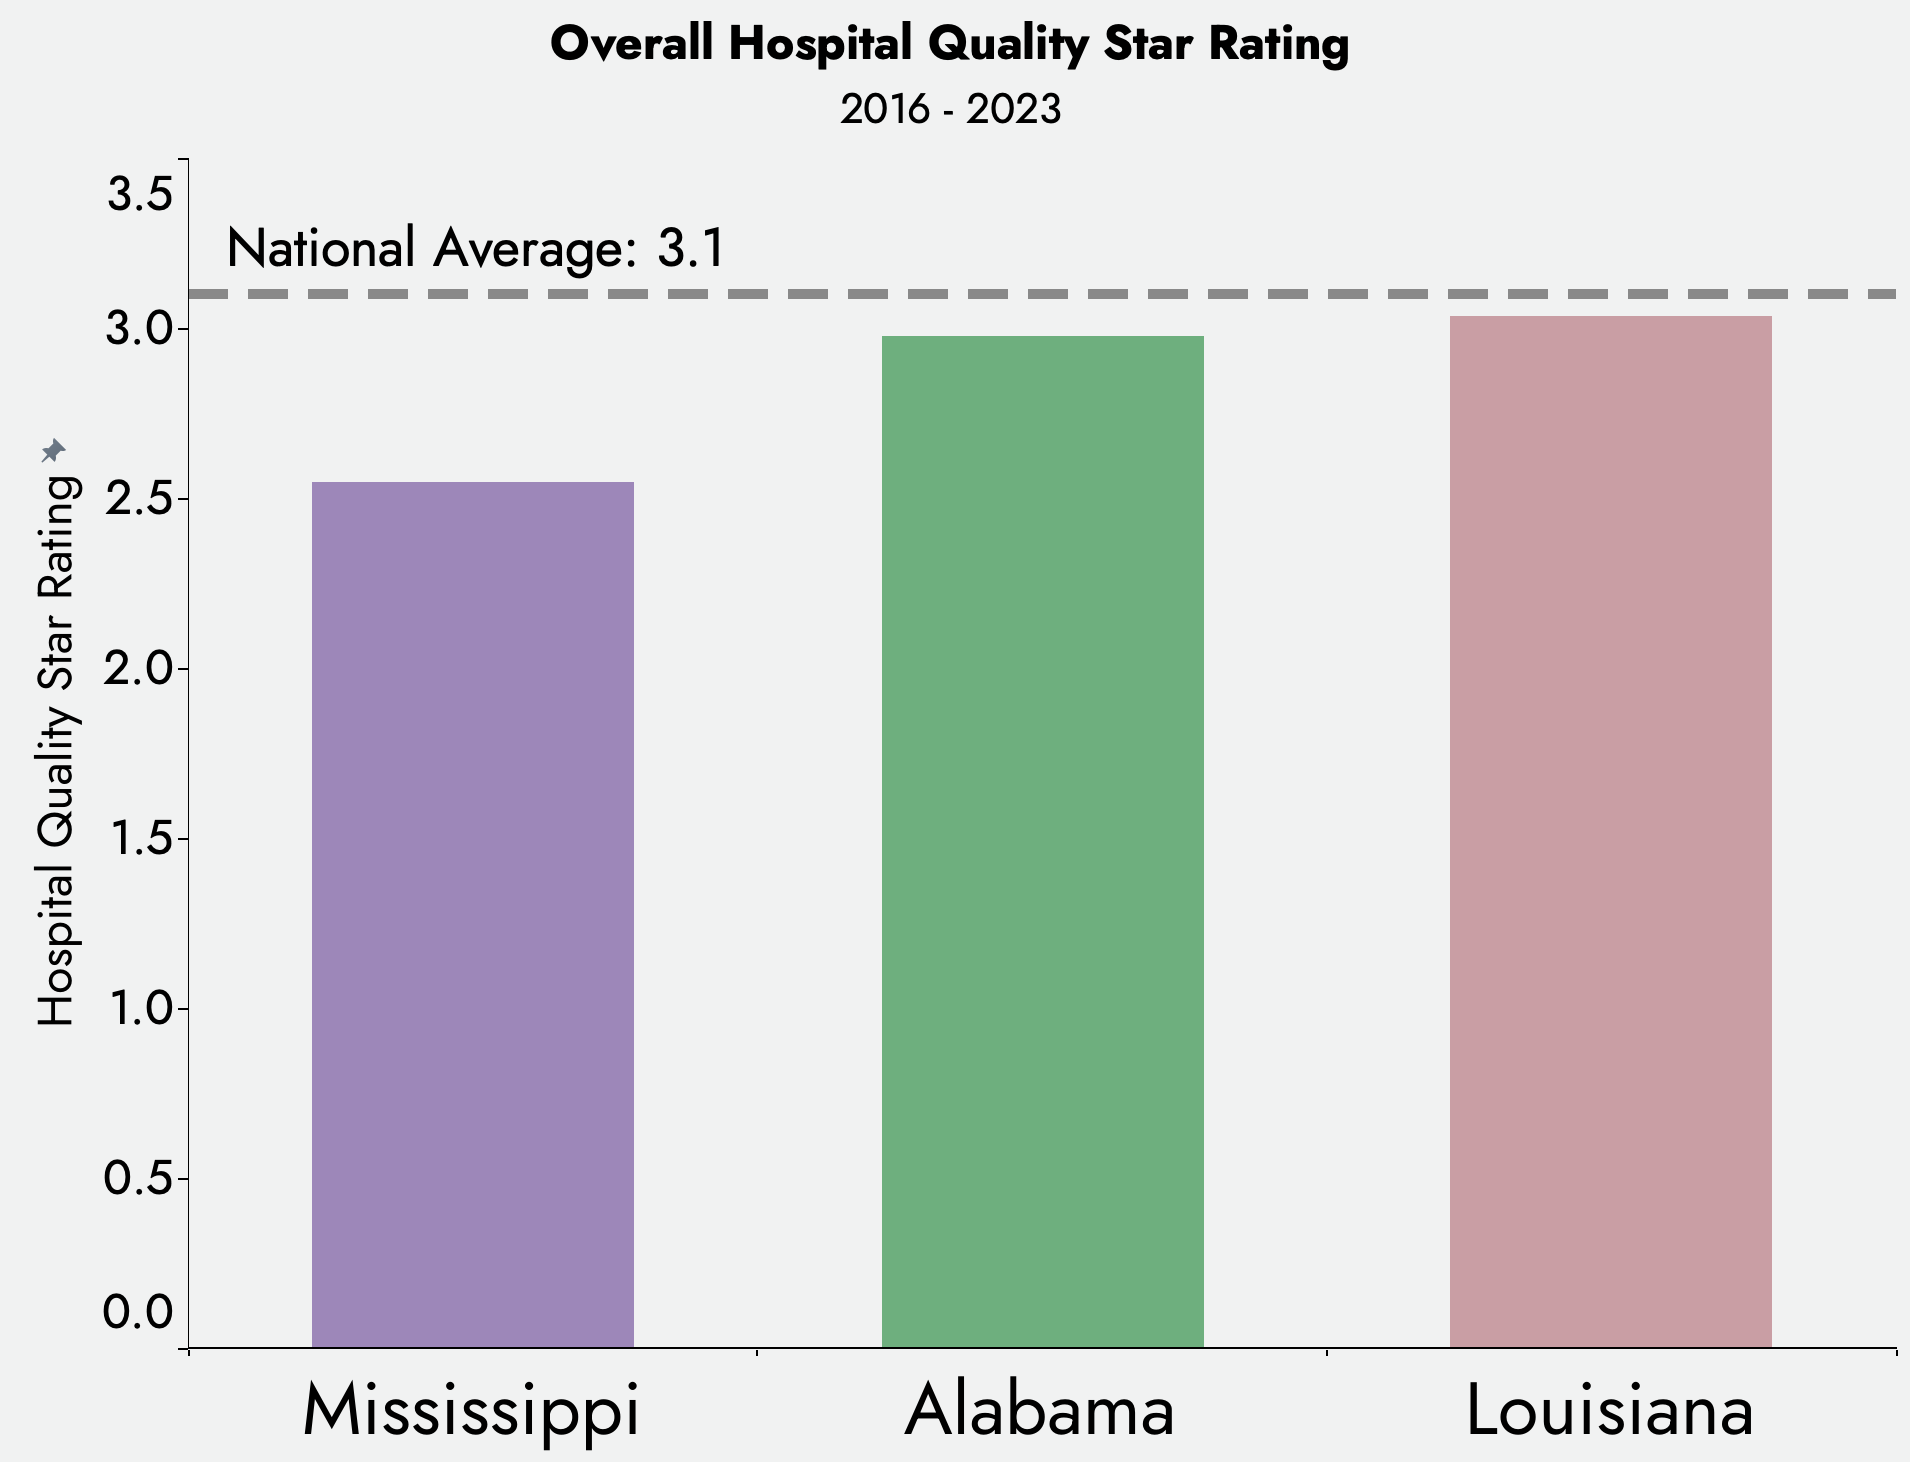 Overall Hospital Quality Star Rating
2016 - 2023
Hospital Quality Star Rating
3.5
3.0
2.5
2.0
1.5
1.0
0.5
0.0
National Average: 3.1
Mississippi
Alabama
Louisiana